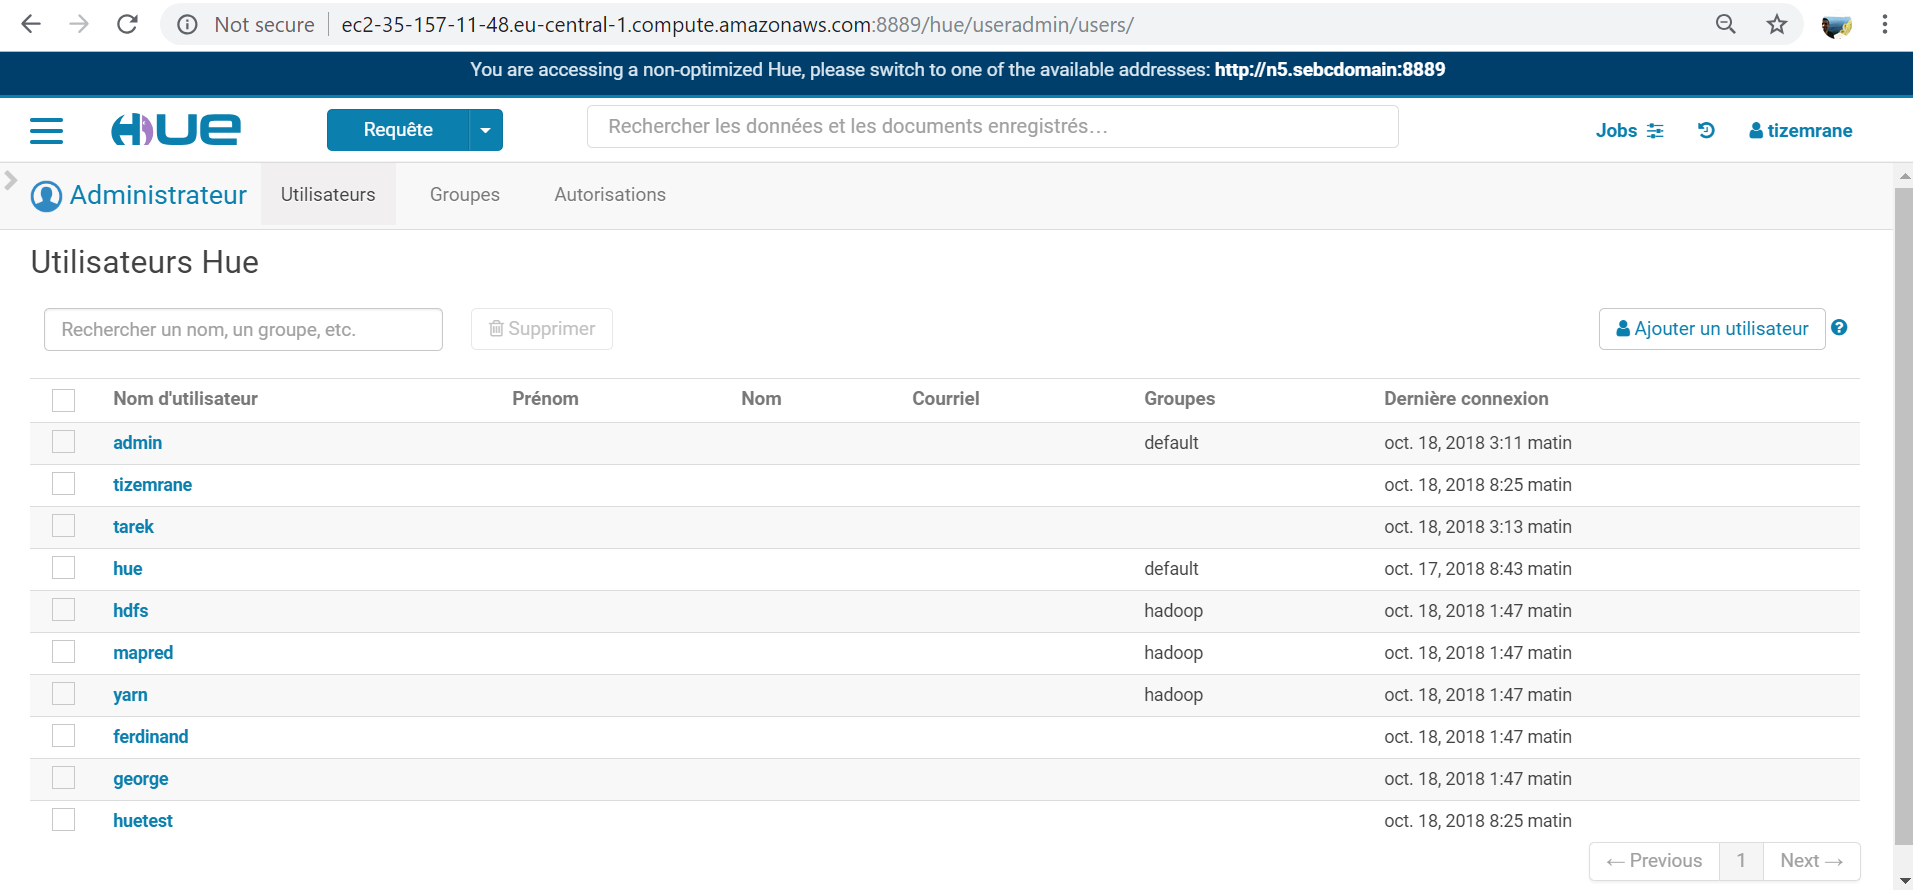 Not secure ec2-35-157-11-48.eu-central-1.compute.amazonaws.com:8889/hue/useradmin/users/
You are accessing a non-optimized Hue, please switch to one of the available addresses: http://n5.sebcdomain:8889
HUE Requête Rechercher les données et les documents enregistrés... Jobs tizemrane
Administrateur Utilisateurs Groupes Autorisations
Utilisateurs Hue
Rechercher un nom, un groupe, etc. Supprimer Ajouter un utilisateur ?
Nom d'utilisateur Prénom Nom Courriel Groupes Dernière connexion
admin default oct. 18, 2018 3:11 matin
tizemrane oct. 18, 2018 8:25 matin
tarek oct. 18, 2018 3:13 matin
hue default oct. 17, 2018 8:43 matin
hdfs hadoop oct. 18, 2018 1:47 matin
mapred hadoop oct. 18, 2018 1:47 matin
yarn hadoop oct. 18, 2018 1:47 matin
ferdinand oct. 18, 2018 1:47 matin
george oct. 18, 2018 1:47 matin
huetest oct. 18, 2018 8:25 matin
← Previous 1 Next →